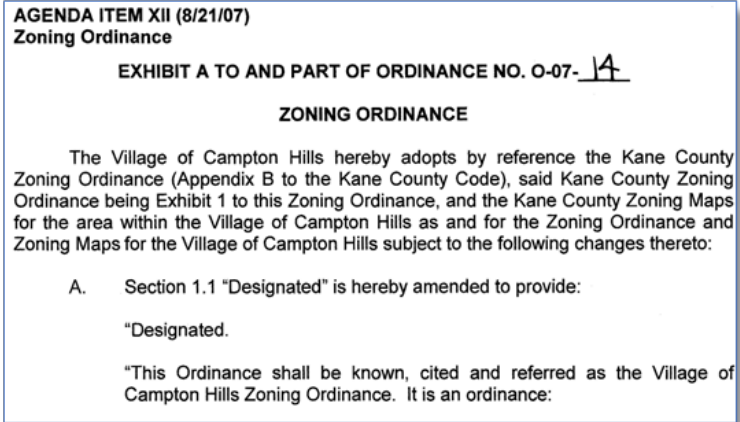 AGENDA ITEM XII (8/21/07)
Zoning Ordinance
EXHIBIT A TO AND PART OF ORDINANCE NO. O-07- 14
ZONING ORDINANCE
The Village of Campton Hills hereby adopts by reference the Kane County
Zoning Ordinance (Appendix B to the Kane County Code), said Kane County Zoning
Ordinance being Exhibit 1 to this Zoning Ordinance, and the Kane County Zoning Maps
for the area within the Village of Campton Hills as and for the Zoning Ordinance and
Zoning Maps for the Village of Campton Hills subject to the following changes thereto:
A. Section 1.1 “Designated” is hereby amended to provide:
“Designated.
“This Ordinance shall be known, cited and referred as the Village of
Campton Hills Zoning Ordinance. It is an ordinance: